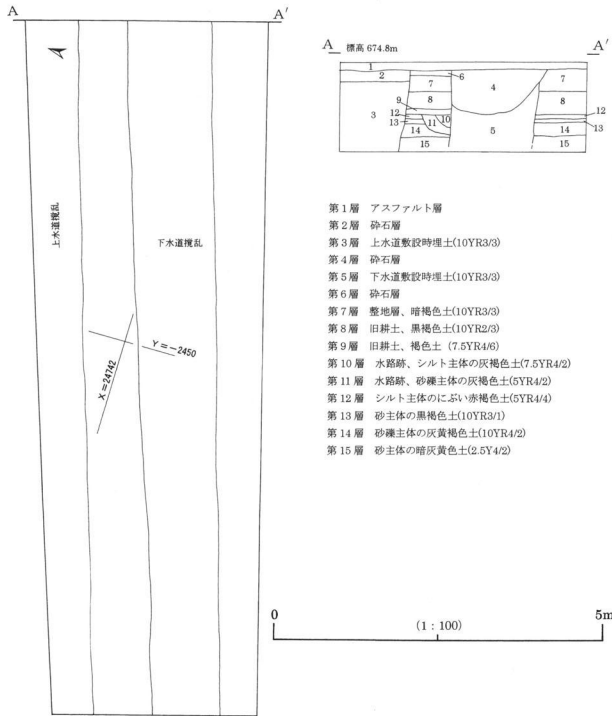 A
A'
上水道攪乱
下水道攪乱
Y=-2450
X=24742
A 標高 674.8m A'
1
2
3
4
5
6
7
8
9
10
11
12
13
14
15
7
8
12
13
14
15
第1層 アスファルト層
第2層 砕石層
第3層 上水道敷設時埋土(10YR3/3)
第4層 砕石層
第5層 下水道敷設時埋土(10YR3/3)
第6層 砕石層
第7層 整地層、暗褐色土(10YR3/3)
第8層 旧耕土、黒褐色土(10YR2/3)
第9層 旧耕土、褐色土 (7.5YR4/6)
第10層 水路跡、シルト主体の灰褐色土(7.5YR4/2)
第11層 水路跡、砂礫主体の灰褐色土(5YR4/2)
第12層 シルト主体のにぶい赤褐色土(5YR4/4)
第13層 砂主体の黒褐色土(10YR3/1)
第14層 砂礫主体の灰黄褐色土(10YR4/2)
第15層 砂主体の暗灰黄色土(2.5Y4/2)
0 5m
(1:100)